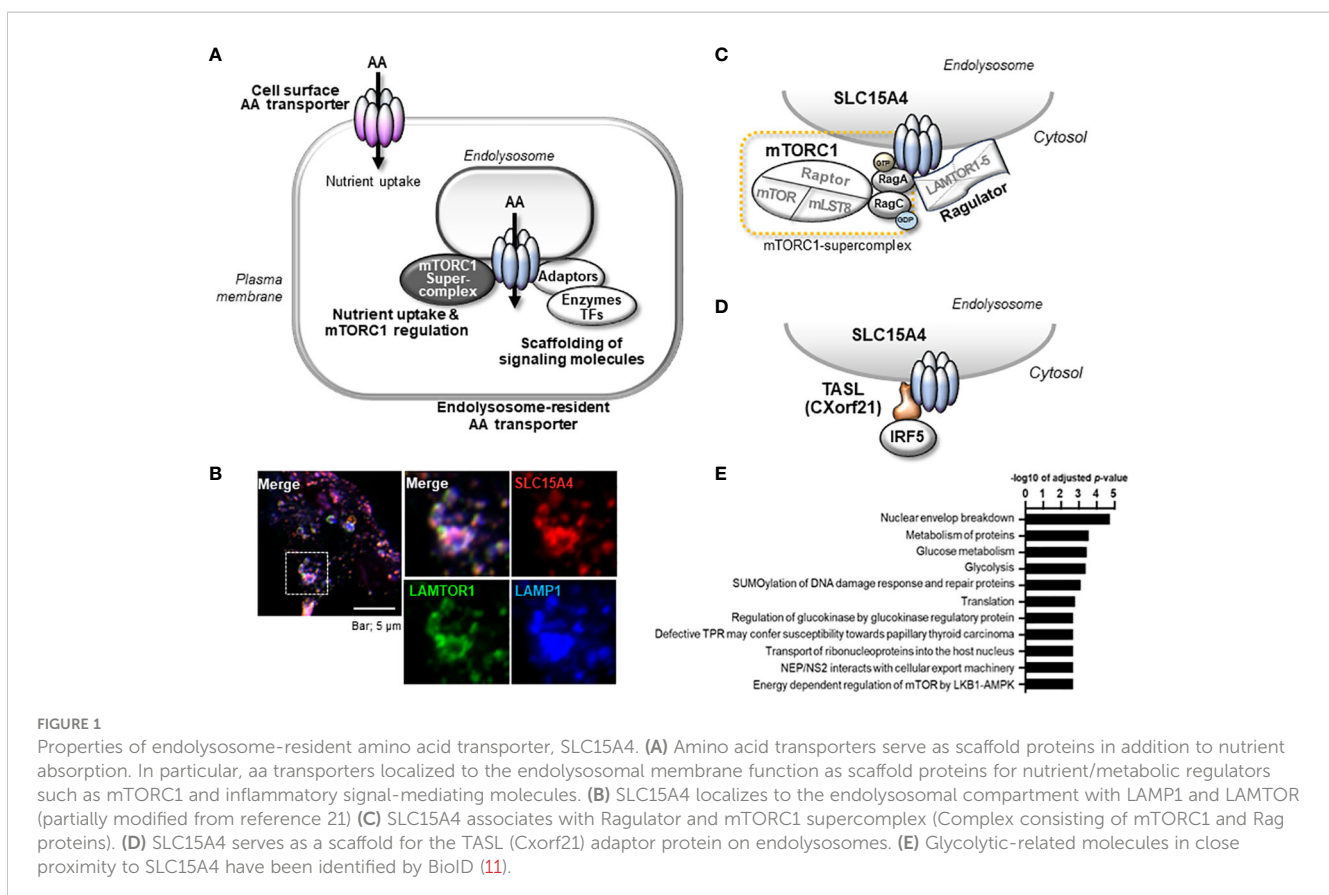 A
AA
Cell surface
AA transporter
Nutrient uptake
Endolysosome
AA
Plasma
membrane
mTORC1
Super-
complex
Adaptors
Enzymes
TFs
Nutrient uptake &
mTORC1 regulation
Scaffolding of
signaling molecules
Endolysosome-resident
AA transporter
B
Merge
Bar; 5 µm
Merge
SLC15A4
LAMTOR1
LAMP1
C
Endolysosome
SLC15A4
Cytosol
mTORC1
Raptor
mTOR
mLST8
GTP
RagA
RagC
GDP
LAMTOR1-5
Ragulator
mTORC1-supercomplex
D
Endolysosome
SLC15A4
Cytosol
TASL
(CXorf21)
IRF5
E
-log10 of adjusted p-value
0 1 2 3 4 5
Nuclear envelop breakdown
Metabolism of proteins
Glucose metabolism
Glycolysis
SUMOylation of DNA damage response and repair proteins
Translation
Regulation of glucokinase by glucokinase regulatory protein
Defective TPR may confer susceptibility towards papillary thyroid carcinoma
Transport of ribonucleoproteins into the host nucleus
NEP/NS2 interacts with cellular export machinery
Energy dependent regulation of mTOR by LKB1-AMPK
FIGURE 1
Properties of endolysosome-resident amino acid transporter, SLC15A4. (A) Amino acid transporters serve as scaffold proteins in addition to nutrient
absorption. In particular, aa transporters localized to the endolysosomal membrane function as scaffold proteins for nutrient/metabolic regulators
such as mTORC1 and inflammatory signal-mediating molecules. (B) SLC15A4 localizes to the endolysosomal compartment with LAMP1 and LAMTOR
(partially modified from reference 21) (C) SLC15A4 associates with Ragulator and mTORC1 supercomplex (Complex consisting of mTORC1 and Rag
proteins). (D) SLC15A4 serves as a scaffold for the TASL (Cxorf21) adaptor protein on endolysosomes. (E) Glycolytic-related molecules in close
proximity to SLC15A4 have been identified by BioID (11).